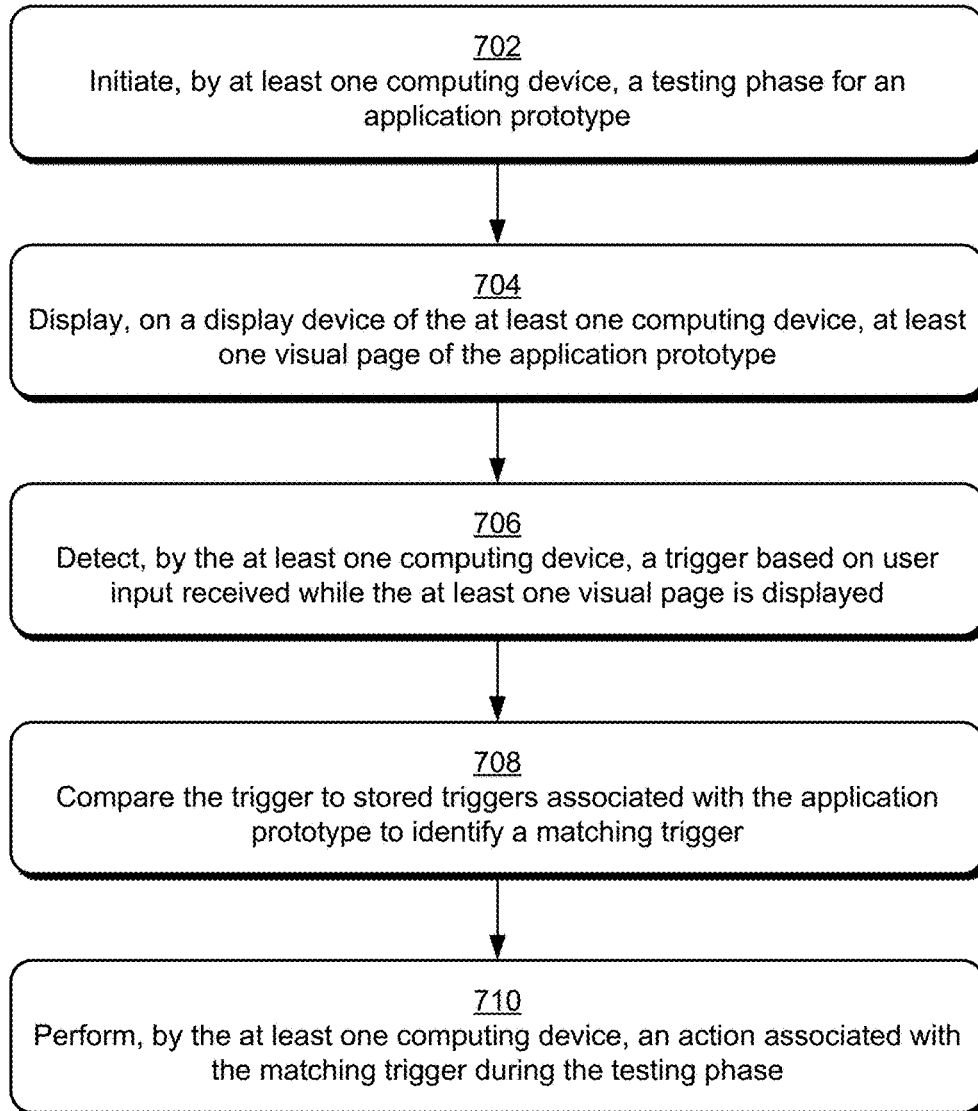 702
Initiate, by at least one computing device, a testing phase for an
application prototype
704
Display, on a display device of the at least one computing device, at least
one visual page of the application prototype
706
Detect, by the at least one computing device, a trigger based on user
input received while the at least one visual page is displayed
708
Compare the trigger to stored triggers associated with the application
prototype to identify a matching trigger
710
Perform, by the at least one computing device, an action associated with
the matching trigger during the testing phase